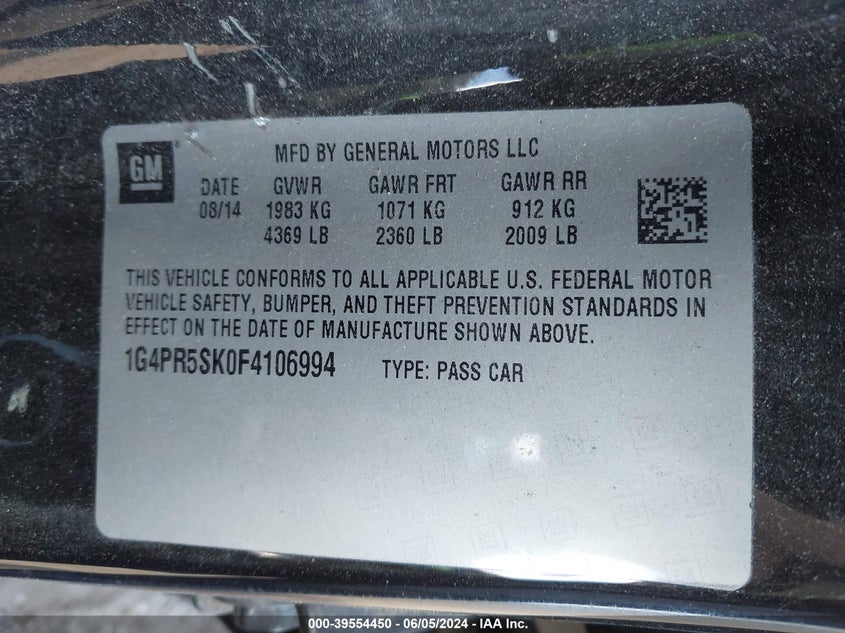 GM
MFD BY GENERAL MOTORS LLC
DATE GVWR GAWR FRT GAWR RR
08/14 1983 KG 1071 KG 912 KG
4369 LB 2360 LB 2009 LB
THIS VEHICLE CONFORMS TO ALL APPLICABLE U.S. FEDERAL MOTOR
VEHICLE SAFETY, BUMPER, AND THEFT PREVENTION STANDARDS IN
EFFECT ON THE DATE OF MANUFACTURE SHOWN ABOVE.
1G4PR5SK0F4106994 TYPE: PASS CAR
000-39554450 - 06/05/2024 - IAA Inc.